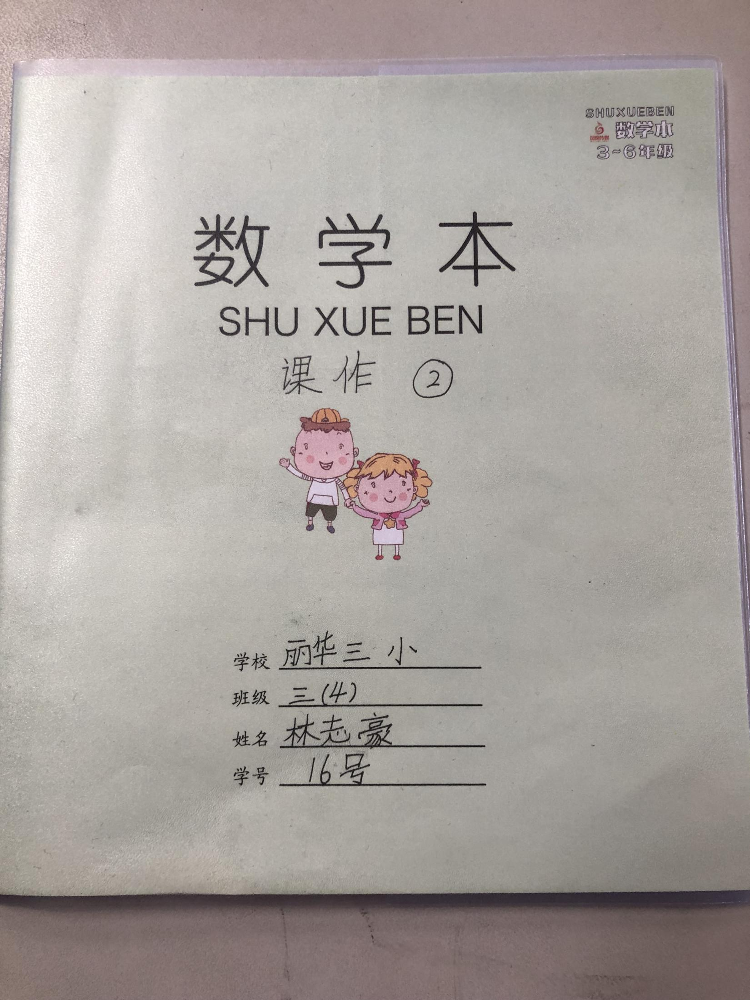 SHUXUEBEN
数学本
3~6年级
数学本
SHU XUE BEN
课作 ②
学校 丽华三小
班级 三(4)
姓名 林志豪
学号 16号